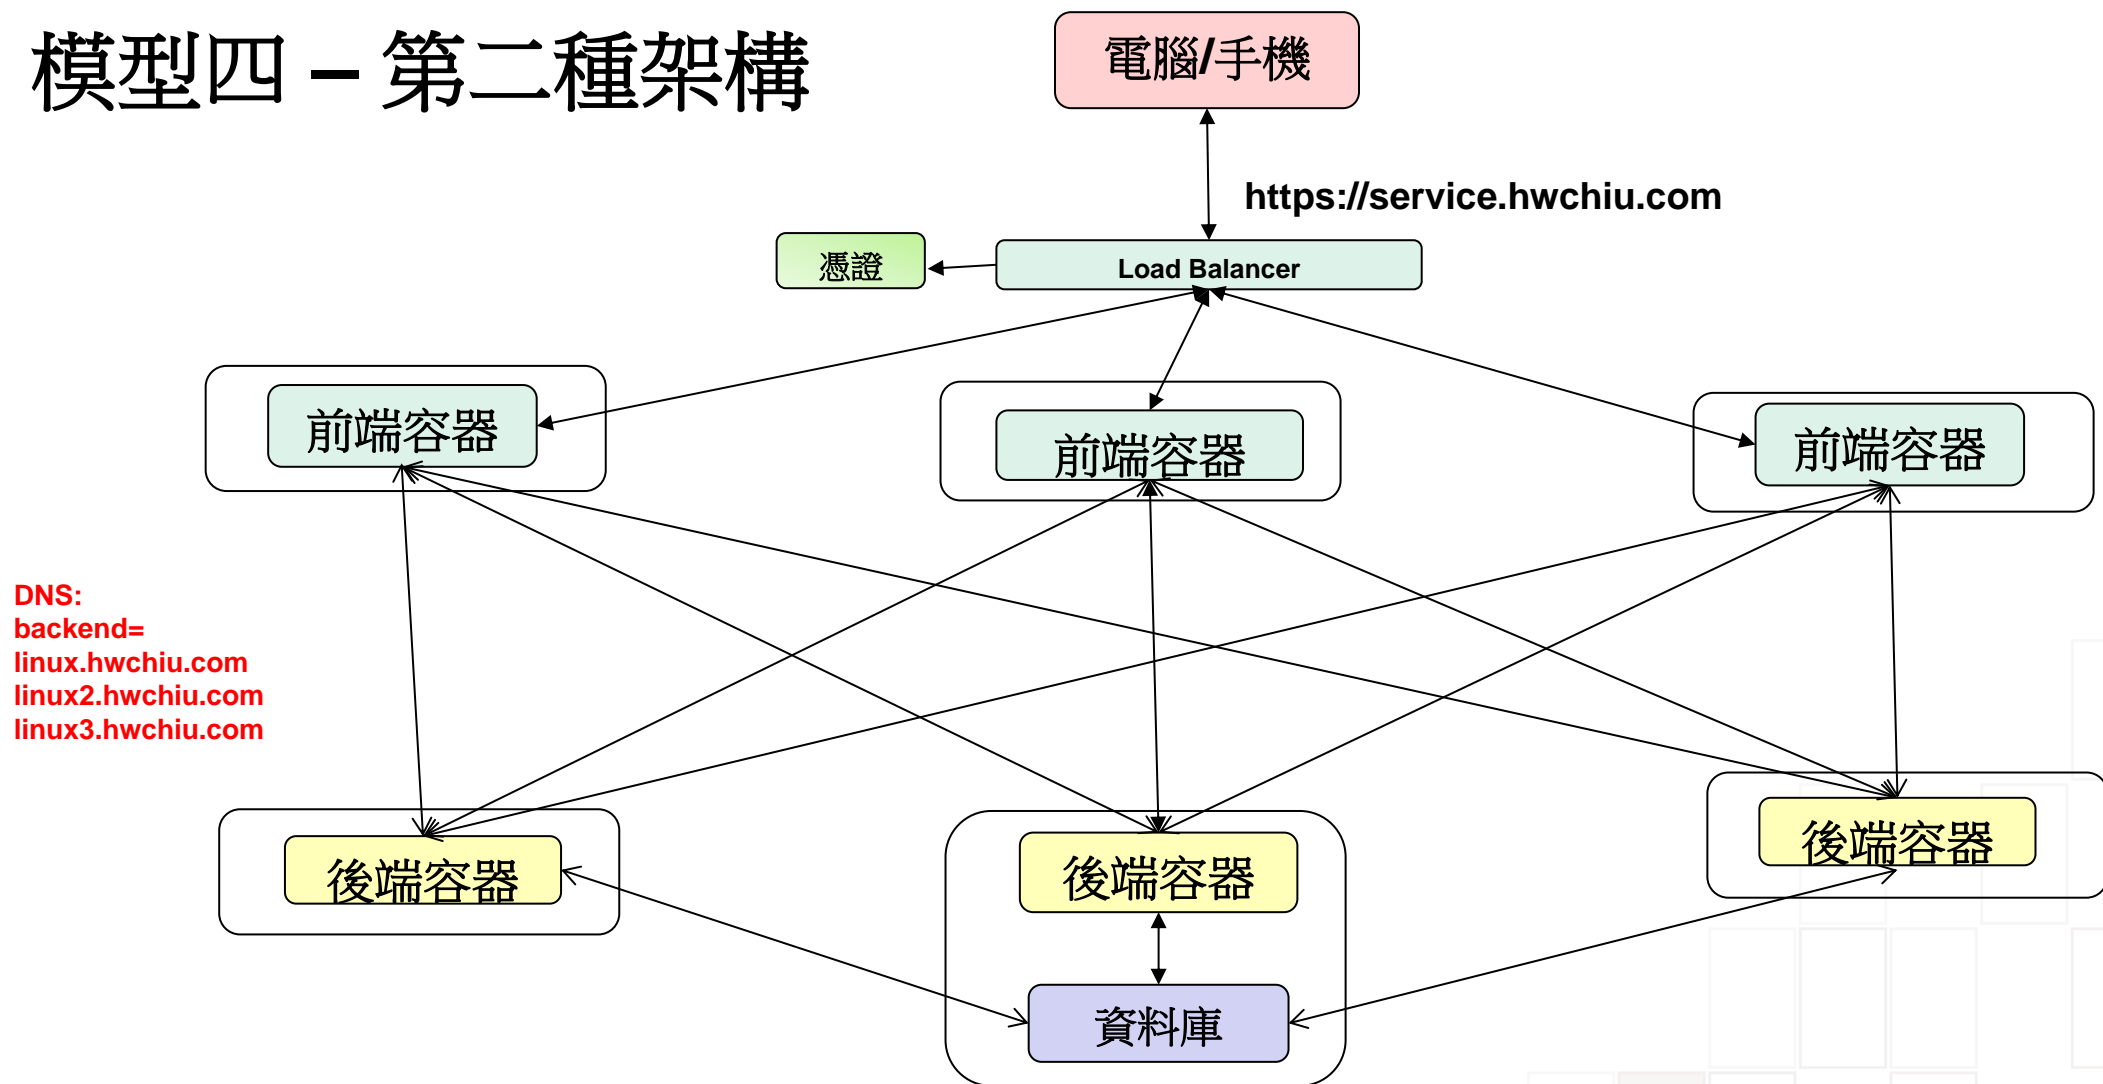 模型四 – 第二種架構
電腦/手機
https://service.hwchiu.com
憑證
Load Balancer
前端容器
前端容器
前端容器
DNS:
backend=
linux.hwchiu.com
linux2.hwchiu.com
linux3.hwchiu.com
後端容器
後端容器
後端容器
資料庫